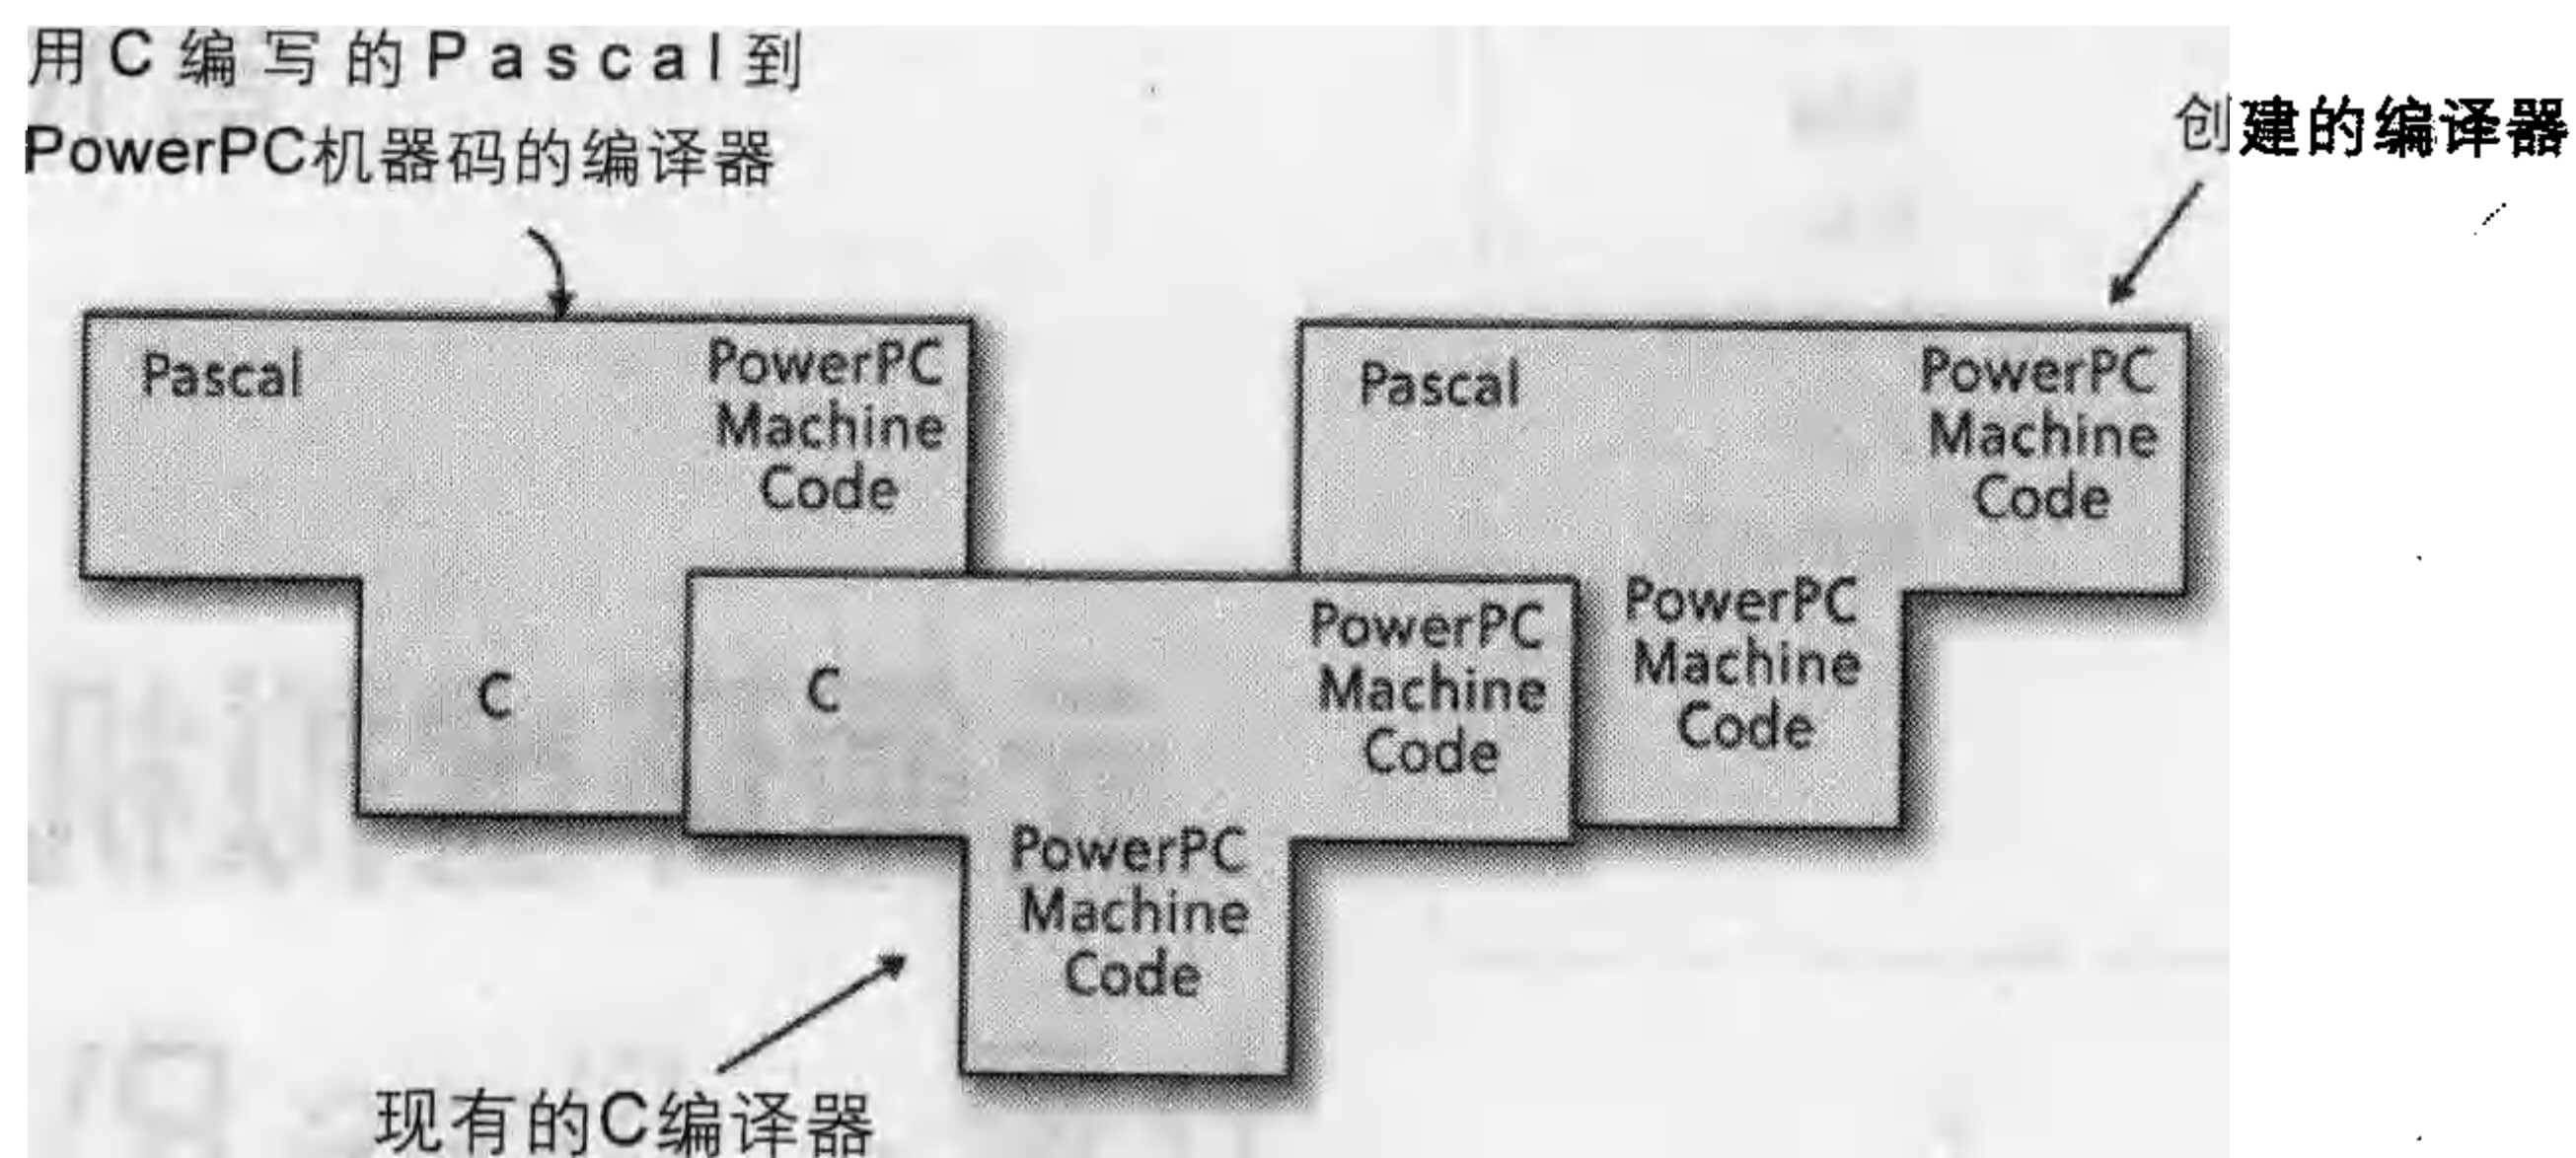 用C编写的Pascal到
PowerPC机器码的编译器
创建的编译器
Pascal
PowerPC
Machine
Code
C
C
PowerPC
Machine
Code
PowerPC
Machine
Code
Pascal
PowerPC
Machine
Code
PowerPC
Machine
Code
现有的C编译器